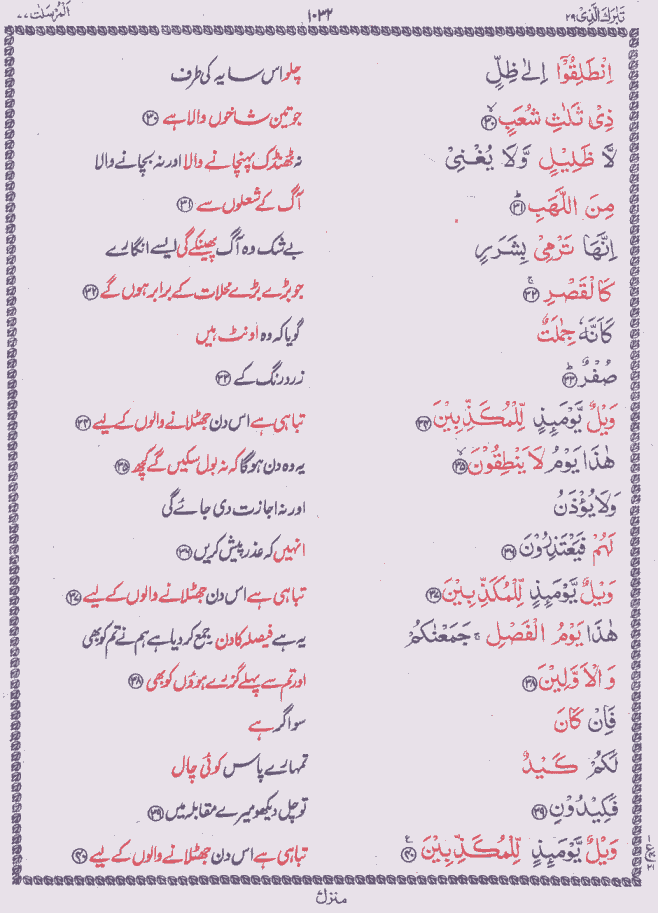 تَبٰرَكَ الَّذِیْ ۲۹ ۱۰۳۲ اَلْمُرْسَلٰت ۷۷
اِنْطَلِقُوْۤا اِلٰی ظِلٍّ چلو اس سایہ کی طرف
ذِیْ ثَلٰثِ شُعَبٍ ﴿۳۰﴾ جو تین شاخوں والا ہے ﴿۳۰﴾
لَّا ظَلِیْلٍ وَّلَا یُغْنِیْ نہ ٹھنڈک پہنچانے والا اور نہ بچانے والا
مِنَ اللَّهَبِ ﴿۳۱﴾ آگ کے شعلوں سے ﴿۳۱﴾
اِنَّهَا تَرْمِیْ بِشَرَرٍ بے شک وہ آگ پھینکے گی ایسے انگارے
كَالْقَصْرِ ﴿۳۲﴾ جو بڑے بڑے محلات کے برابر ہوں گے ﴿۳۲﴾
كَاَنَّهٗ جِمٰلَتٌ گویا کہ وہ اونٹ ہیں
صُفْرٌ ﴿۳۳﴾ زرد رنگ کے ﴿۳۳﴾
وَیْلٌ یَّوْمَىِٕذٍ لِّلْمُكَذِّبِیْنَ ﴿۳۴﴾ تباہی ہے اس دن جھٹلانے والوں کے لیے ﴿۳۴﴾
هٰذَا یَوْمُ لَا یَنْطِقُوْنَ ﴿۳۵﴾ یہ وہ دن ہوگا کہ نہ بول سکیں گے کچھ ﴿۳۵﴾
وَلَا یُؤْذَنُ اور نہ اجازت دی جائے گی
لَهُمْ فَیَعْتَذِرُوْنَ ﴿۳۶﴾ انہیں کہ عذر پیش کریں ﴿۳۶﴾
وَیْلٌ یَّوْمَىِٕذٍ لِّلْمُكَذِّبِیْنَ ﴿۳۷﴾ تباہی ہے اس دن جھٹلانے والوں کے لیے ﴿۳۷﴾
هٰذَا یَوْمُ الْفَصْلِ ۚ جَمَعْنٰكُمْ یہ ہے فیصلہ کا دن جمع کر دیا ہے ہم نے تم کو بھی
وَالْاَوَّلِیْنَ ﴿۳۸﴾ اور تم سے پہلے گزرے ہوؤں کو بھی ﴿۳۸﴾
فَاِنْ كَانَ سو اگر ہے
لَكُمْ كَیْدٌ تمہارے پاس کوئی چال
فَكِیْدُوْنِ ﴿۳۹﴾ تو چل دیکھو میرے مقابلہ میں ﴿۳۹﴾
وَیْلٌ یَّوْمَىِٕذٍ لِّلْمُكَذِّبِیْنَ ﴿۴۰﴾ تباہی ہے اس دن جھٹلانے والوں کے لیے ﴿۴۰﴾
منزل